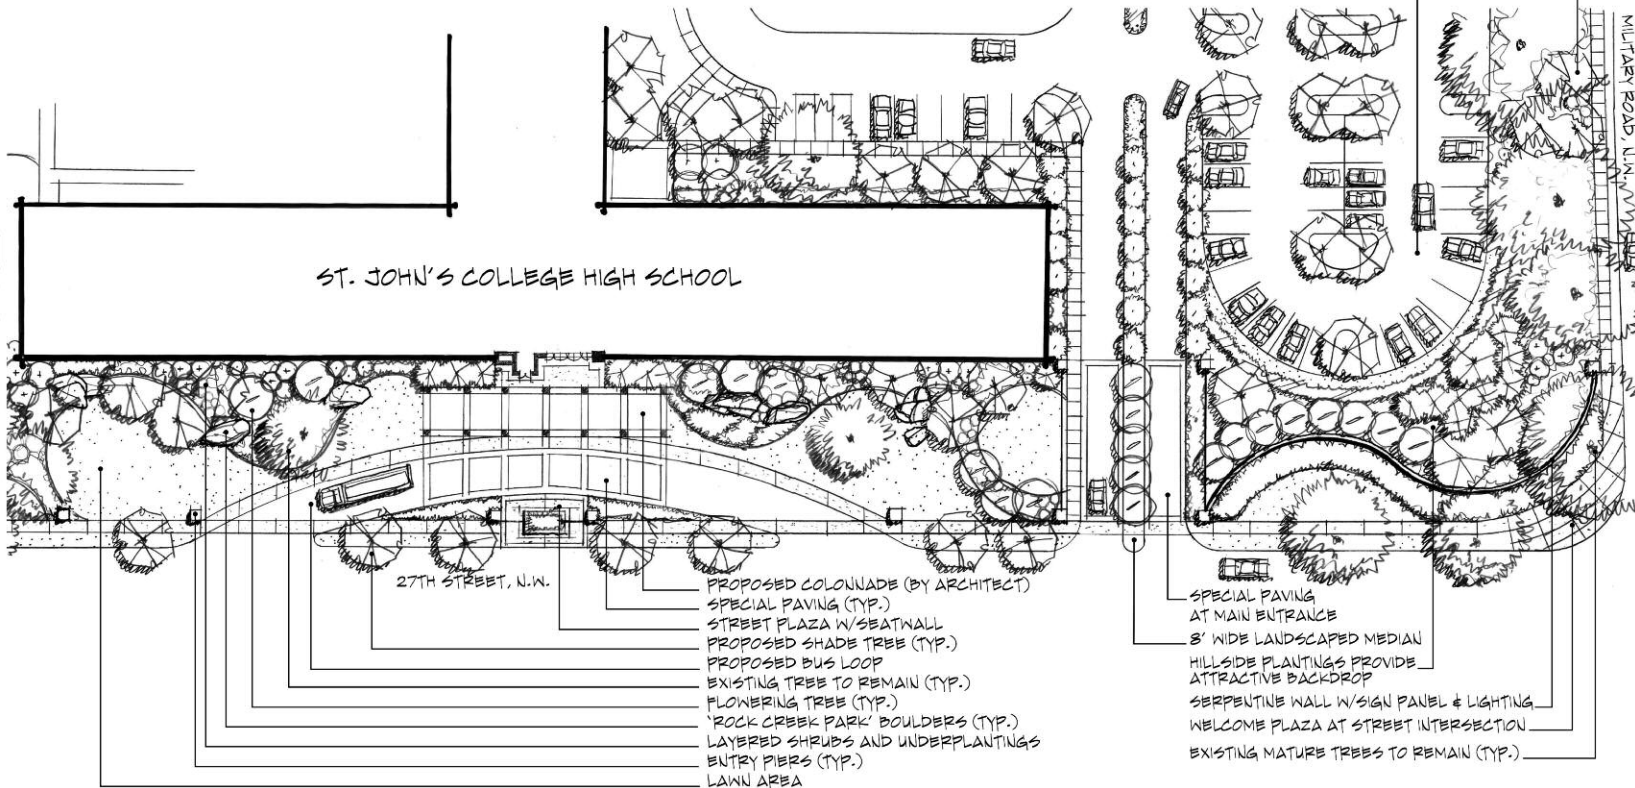 MILITARY ROAD N.W.
ST. JOHN'S COLLEGE HIGH SCHOOL
27TH STREET, N.W.
PROPOSED COLONNADE (BY ARCHITECT)
SPECIAL PAVING (TYP.)
STREET PLAZA W/SEATWALL
PROPOSED SHADE TREE (TYP.)
PROPOSED BUS LOOP
EXISTING TREE TO REMAIN (TYP.)
FLOWERING TREE (TYP.)
'ROCK CREEK PARK' BOULDERS (TYP.)
LAYERED SHRUBS AND UNDERPLANTINGS
ENTRY PIERS (TYP.)
LAWN AREA
SPECIAL PAVING
AT MAIN ENTRANCE
8' WIDE LANDSCAPED MEDIAN
HILLSIDE PLANTINGS PROVIDE
ATTRACTIVE BACKDROP
SERPENTINE WALL W/SIGN PANEL & LIGHTING
WELCOME PLAZA AT STREET INTERSECTION
EXISTING MATURE TREES TO REMAIN (TYP.)